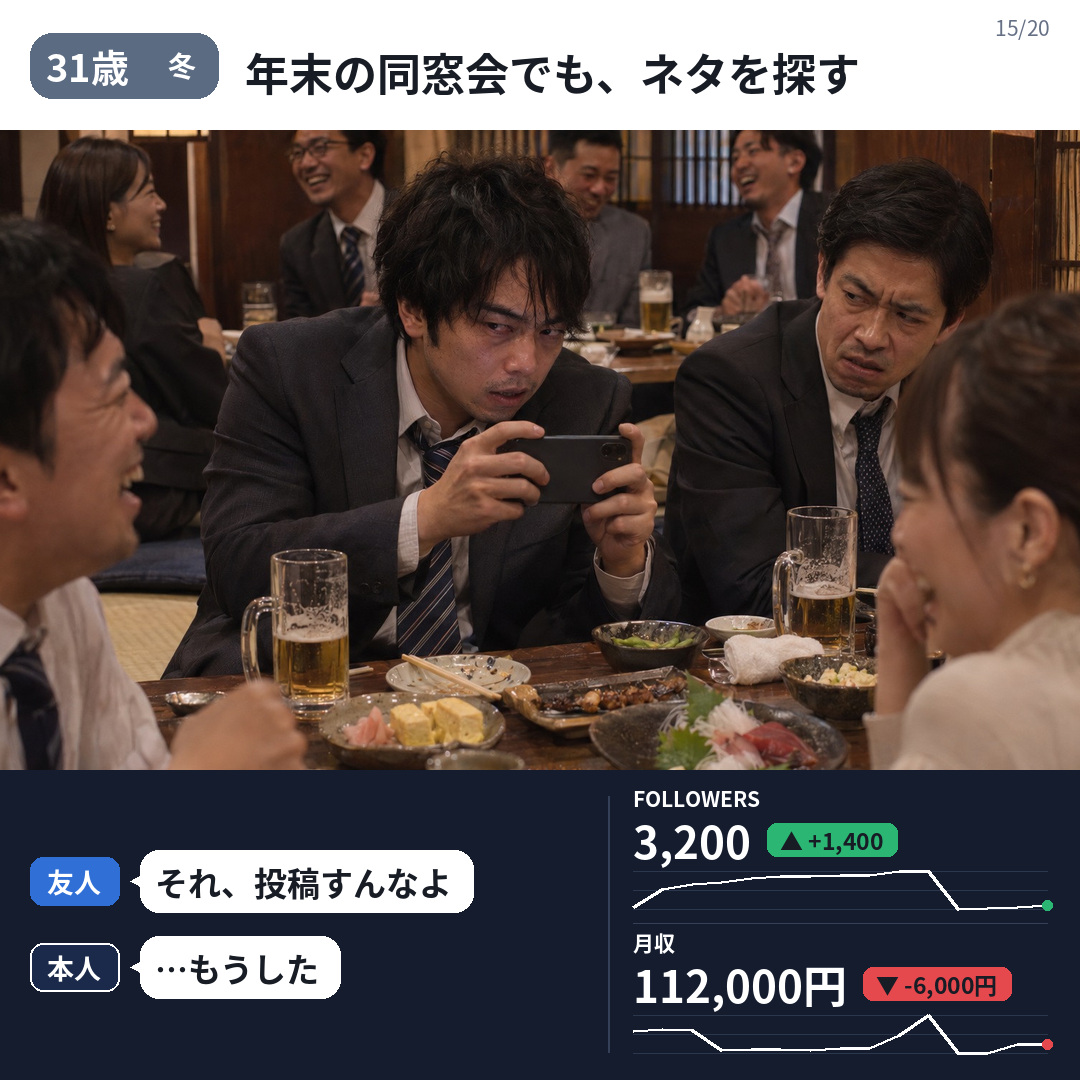 15/20
31歳 冬
年末の同窓会でも、ネタを探す
友人
それ、投稿すんなよ
本人
…もうした
FOLLOWERS
3,200
▲ +1,400
月収
112,000円
▼ -6,000円